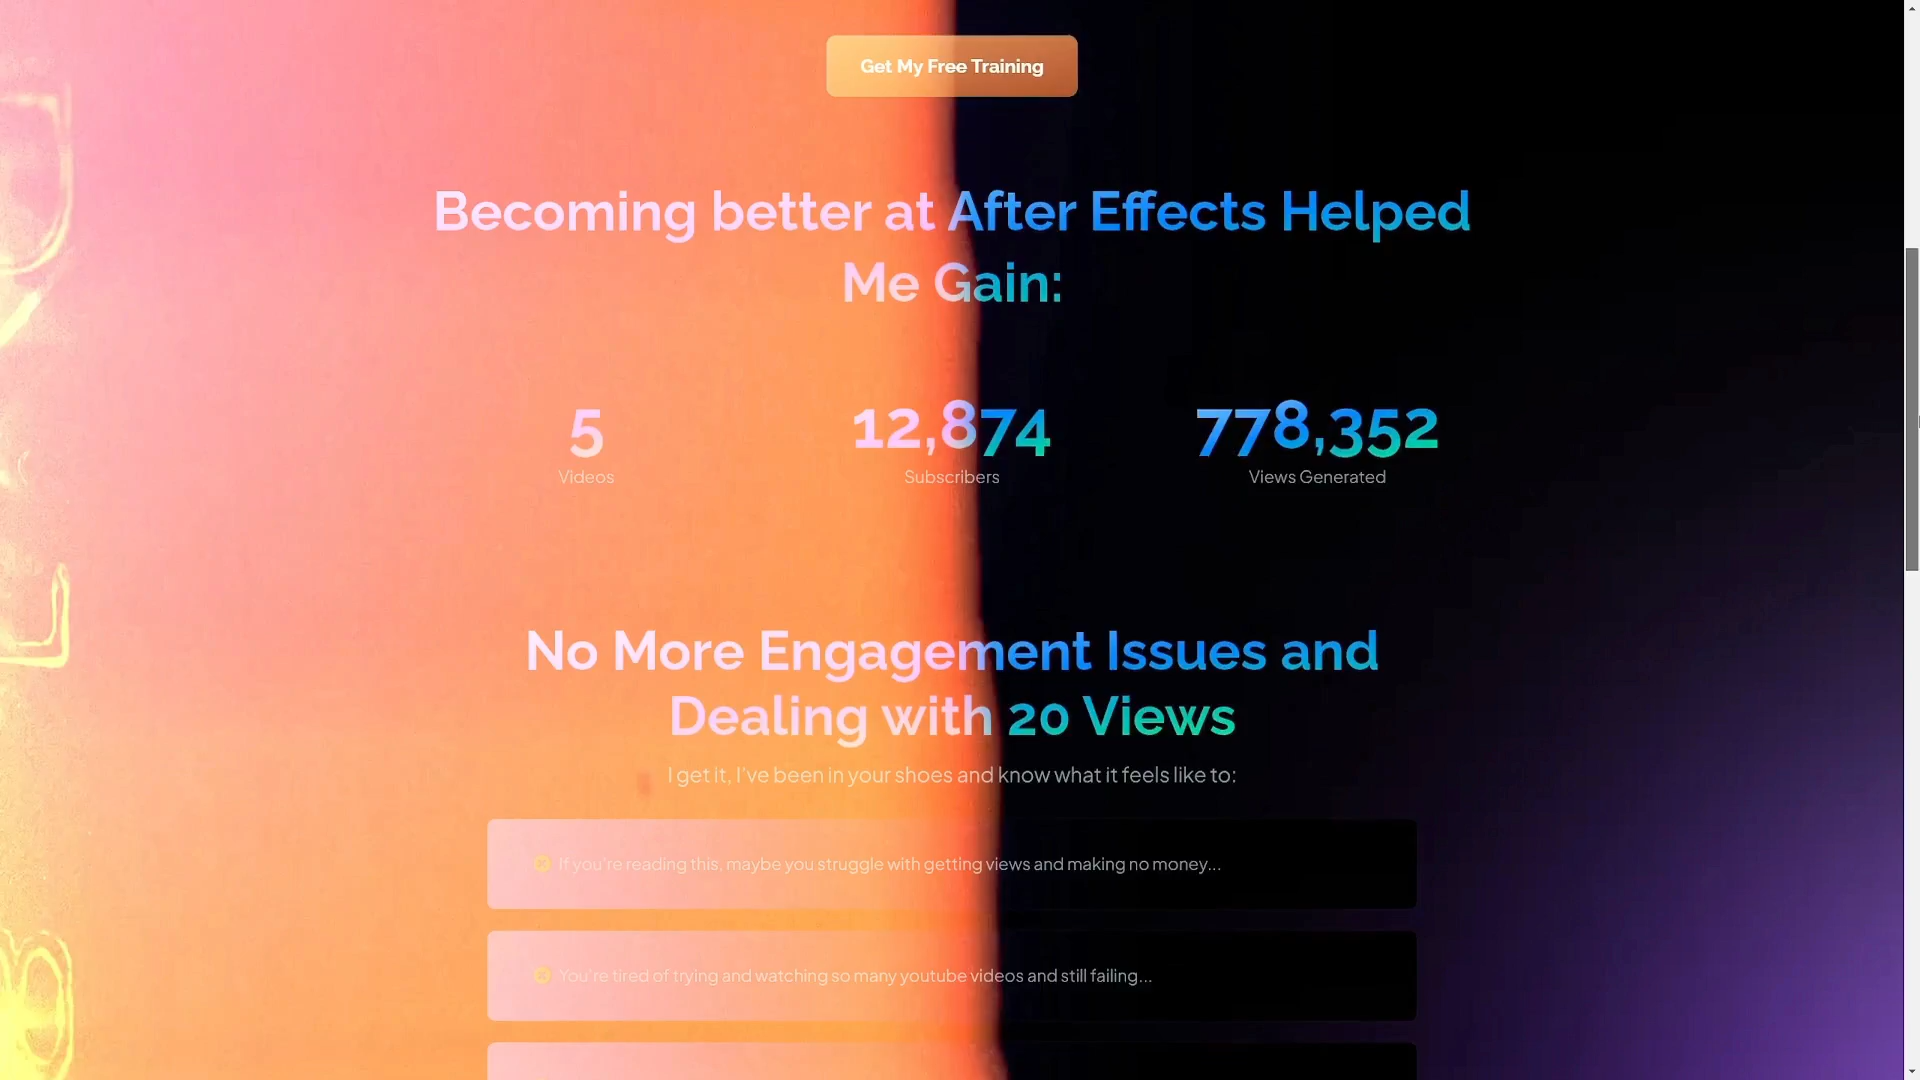 Get My Free Training
Becoming better at After Effects Helped
Me Gain:
5
Videos
12,874
Subscribers
778,352
Views Generated
No More Engagement Issues and
Dealing with 20 Views
I get it, I've been in your shoes and know what it feels like to:
If you're reading this, maybe you struggle with getting views and making no money...
You're tired of trying and watching so many youtube videos and still failing...